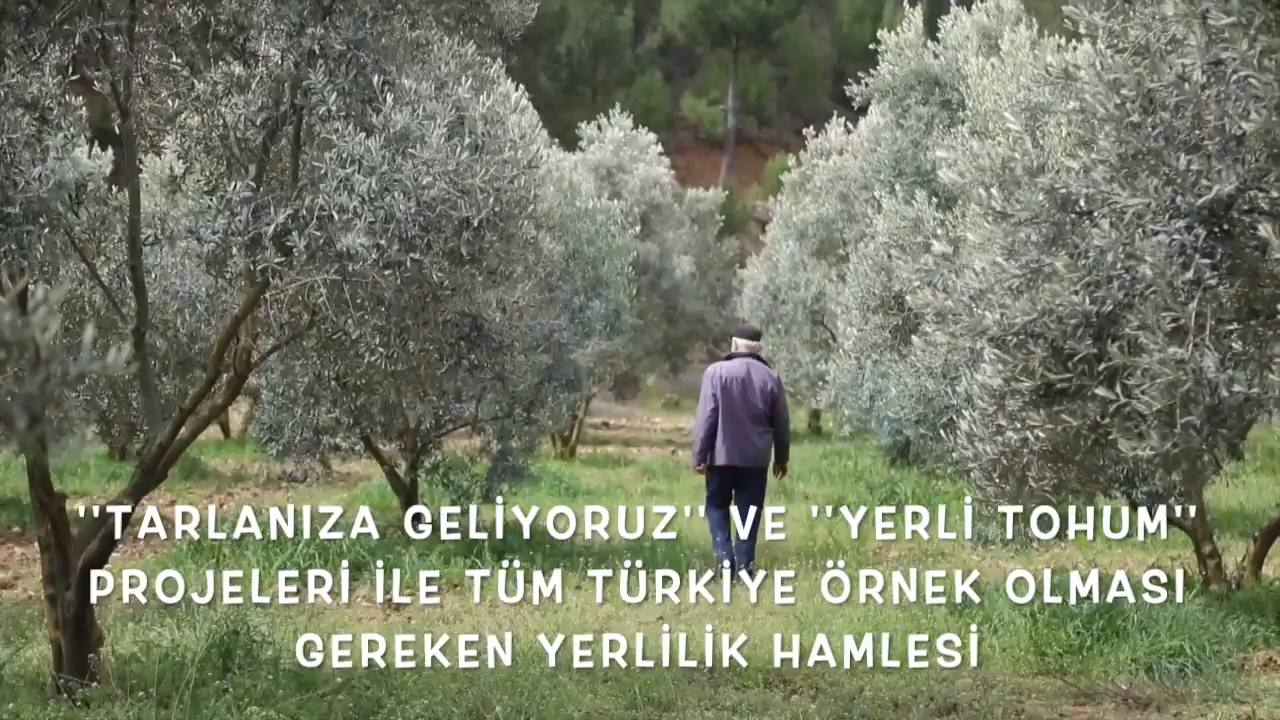 ''TARLANIZA GELİYORUZ'' VE ''YERLİ TOHUM''
PROJELERİ İLE TÜM TÜRKİYE ÖRNEK OLMASI
GEREKEN YERLİLİK HAMLESİ